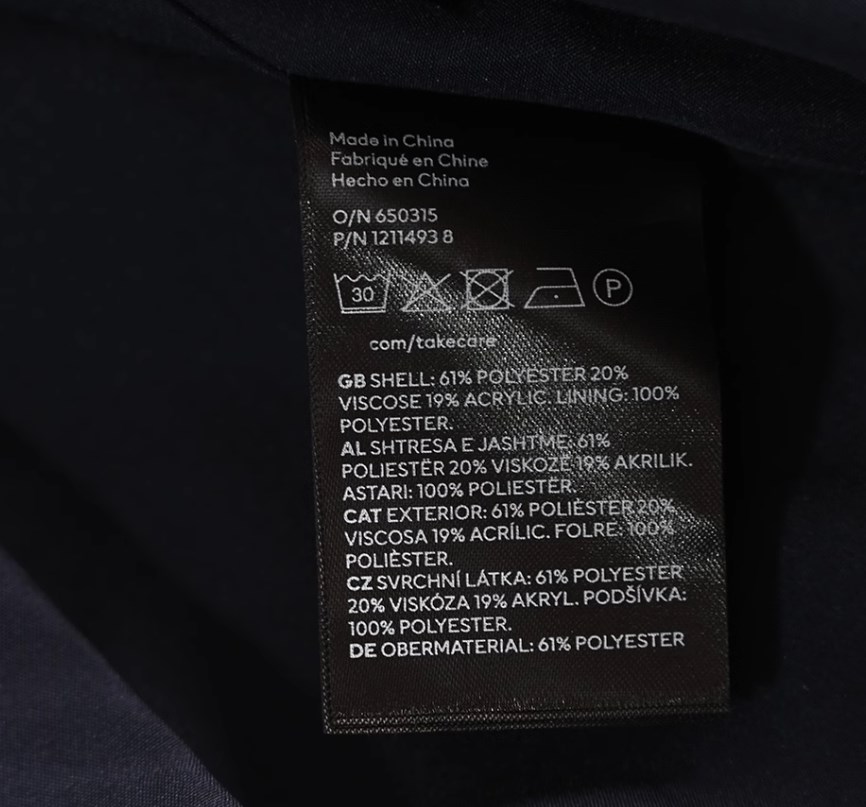 Made in China
Fabriqué en Chine
Hecho en China
O/N 650315
P/N 1211493 8
30
P
com/takecare
GB SHELL: 61% POLYESTER 20%
VISCOSE 19% ACRYLIC. LINING: 100%
POLYESTER.
AL SHTRESA E JASHTME: 61%
POLIESTËR 20% VISKOZË 19% AKRILIK.
ASTARI: 100% POLIESTËR.
CAT EXTERIOR: 61% POLIÈSTER 20%
VISCOSA 19% ACRÍLIC. FOLRE: 100%
POLIÈSTER.
CZ SVRCHNÍ LÁTKA: 61% POLYESTER
20% VISKÓZA 19% AKRYL. PODŠÍVKA:
100% POLYESTER.
DE OBERMATERIAL: 61% POLYESTER